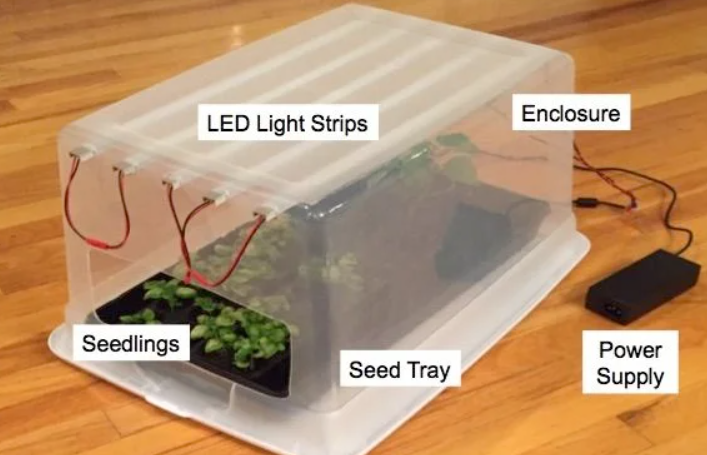 LED Light Strips
Enclosure
Seedlings
Seed Tray
Power
Supply